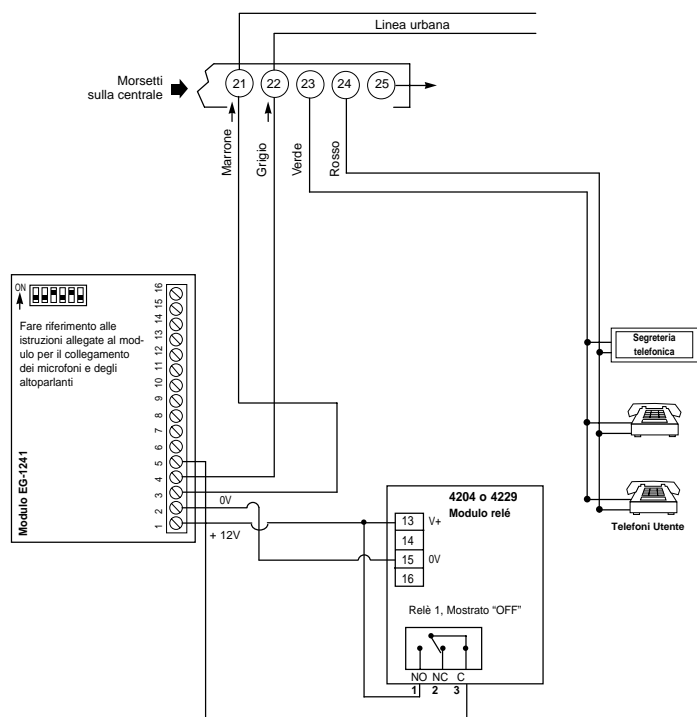 Linea urbana
Morsetti
sulla centrale
21
22
23
24
25
Marrone
Grigio
Verde
Rosso
ON
Fare riferimento alle
istruzioni allegate al mod-
ulo per il collegamento
dei microfoni e degli
altoparlanti
Modulo EG-1241
16
15
14
13
12
11
10
9
8
7
6
5
4
3
2
1
0V
+ 12V
Segreteria
telefonica
Telefoni Utente
4204 o 4229
Modulo relé
13 V+
14
15 0V
16
Relè 1, Mostrato “OFF”
NO NC C
1 2 3